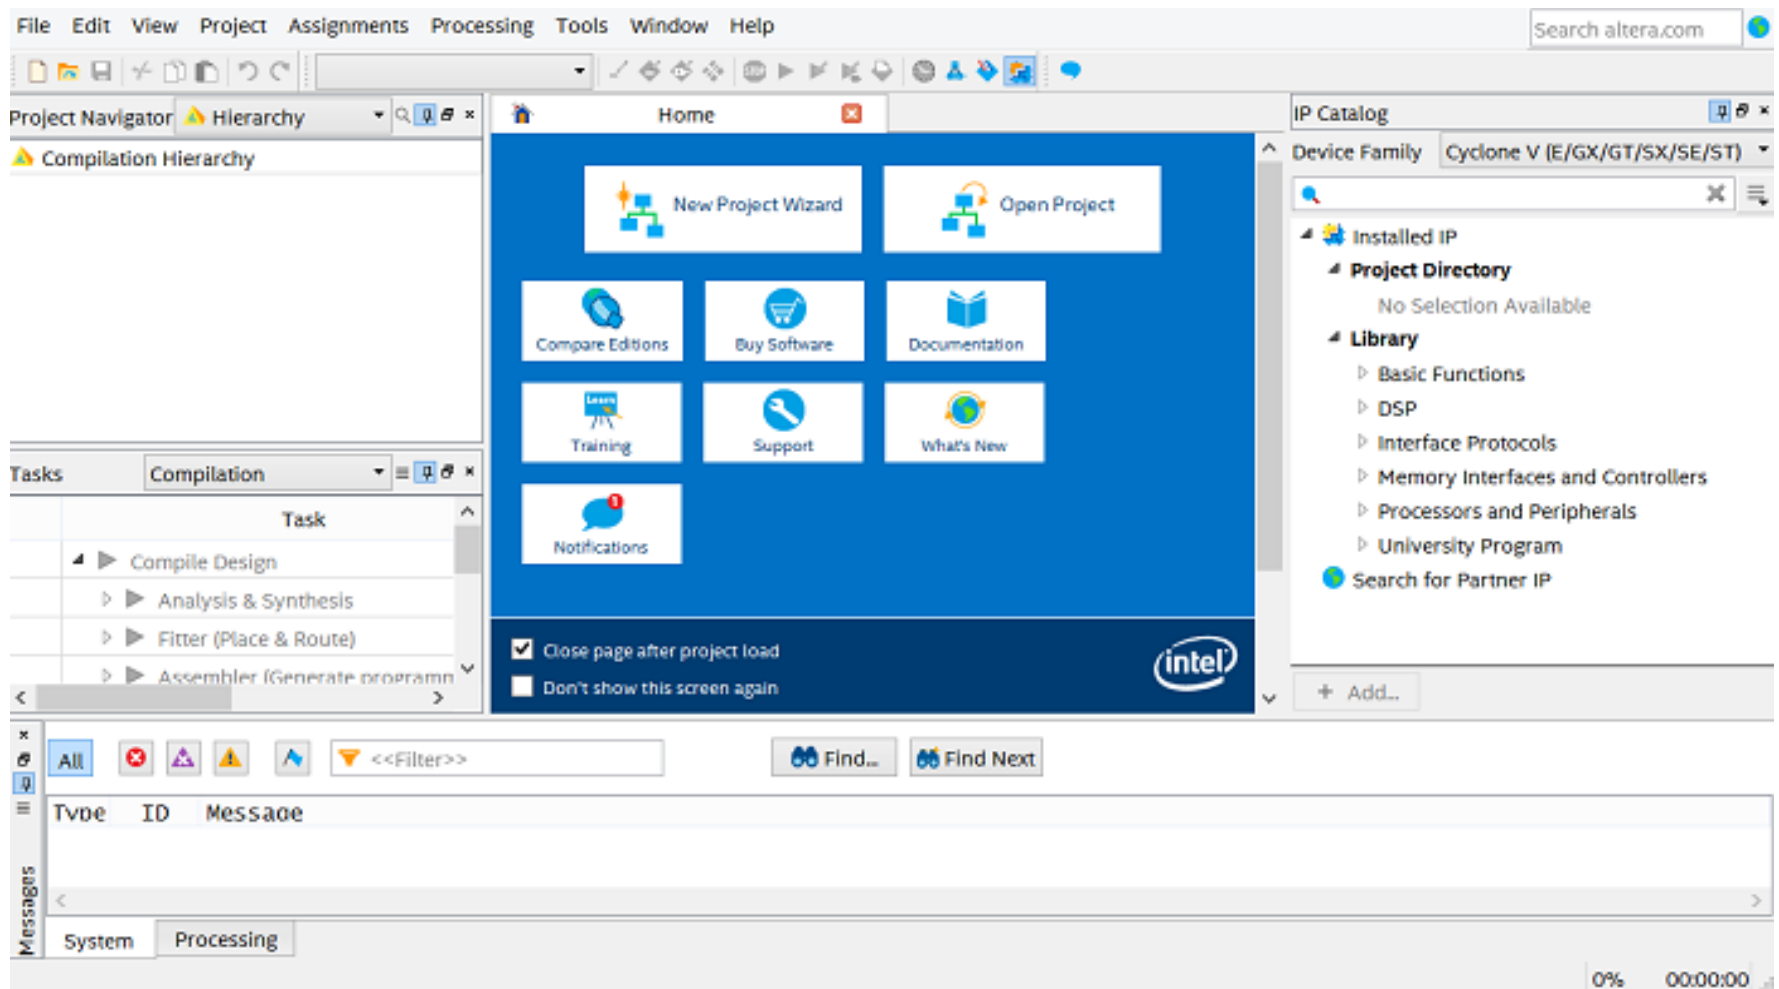 File Edit View Project Assignments Processing Tools Window Help
Search altera.com
Project Navigator Hierarchy
Compilation Hierarchy
Tasks Compilation
Task
Compile Design
Analysis & Synthesis
Fitter (Place & Route)
Assembler (Generate programm
Home
New Project Wizard
Open Project
Compare Editions
Buy Software
Documentation
Learn
Training
Support
What's New
Notifications
Close page after project load
Don't show this screen again
intel
IP Catalog
Device Family Cyclone V (E/GX/GT/SX/SE/ST)
Installed IP
Project Directory
No Selection Available
Library
Basic Functions
DSP
Interface Protocols
Memory Interfaces and Controllers
Processors and Peripherals
University Program
Search for Partner IP
+ Add...
Messages
All <<Filter>> Find... Find Next
Type ID Message
System Processing
0% 00:00:00